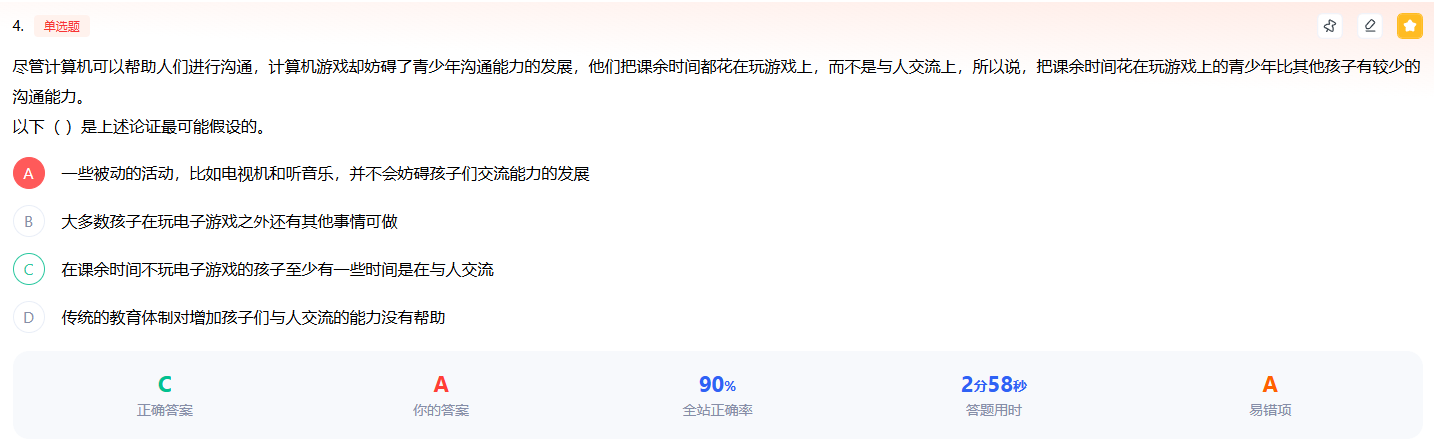 4. 单选题
尽管计算机可以帮助人们进行沟通，计算机游戏却妨碍了青少年沟通能力的发展，他们把课余时间都花在玩游戏上，而不是与人交流上，所以说，把课余时间花在玩游戏上的青少年比其他孩子有较少的
沟通能力。
以下（ ）是上述论证最可能假设的。
A 一些被动的活动，比如电视机和听音乐，并不会妨碍孩子们交流能力的发展
B 大多数孩子在玩电子游戏之外还有其他事情可做
C 在课余时间不玩电子游戏的孩子至少有一些时间是在与人交流
D 传统的教育体制对增加孩子们与人交流的能力没有帮助
C A 90% 2分58秒 A
正确答案 你的答案 全站正确率 答题用时 易错项